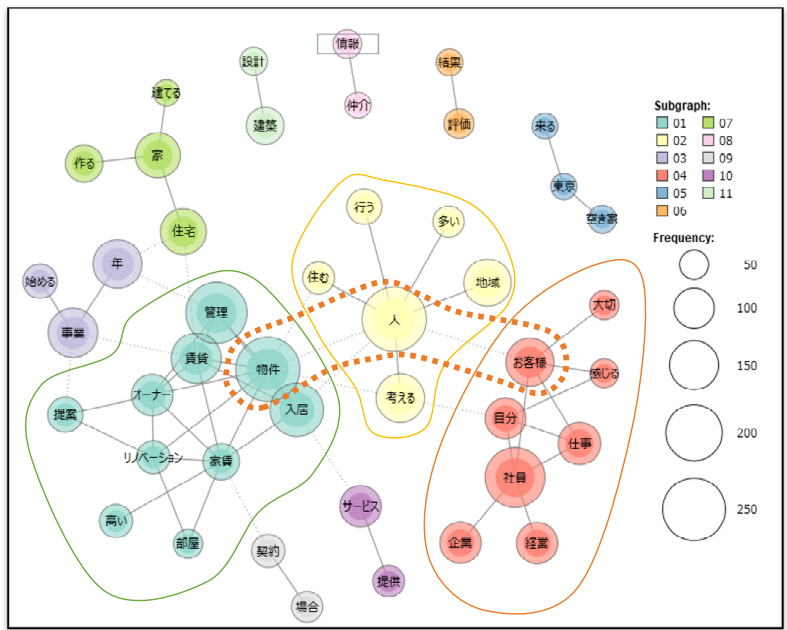 情報
設計
結果
建てる
仲介
建築
評価
来る
Subgraph:
01
07
02
08
03
09
04
10
05
11
06
家
作る
東京
行う
多い
空き家
住宅
Frequency:
50
100
150
200
250
年
始める
住む
地域
管理
人
大切
事業
賃貸
物件
お客様
感じる
オーナー
入居
考える
提案
自分
仕事
リノベーション
家賃
社員
サービス
高い
部屋
契約
企業
経営
提供
場合